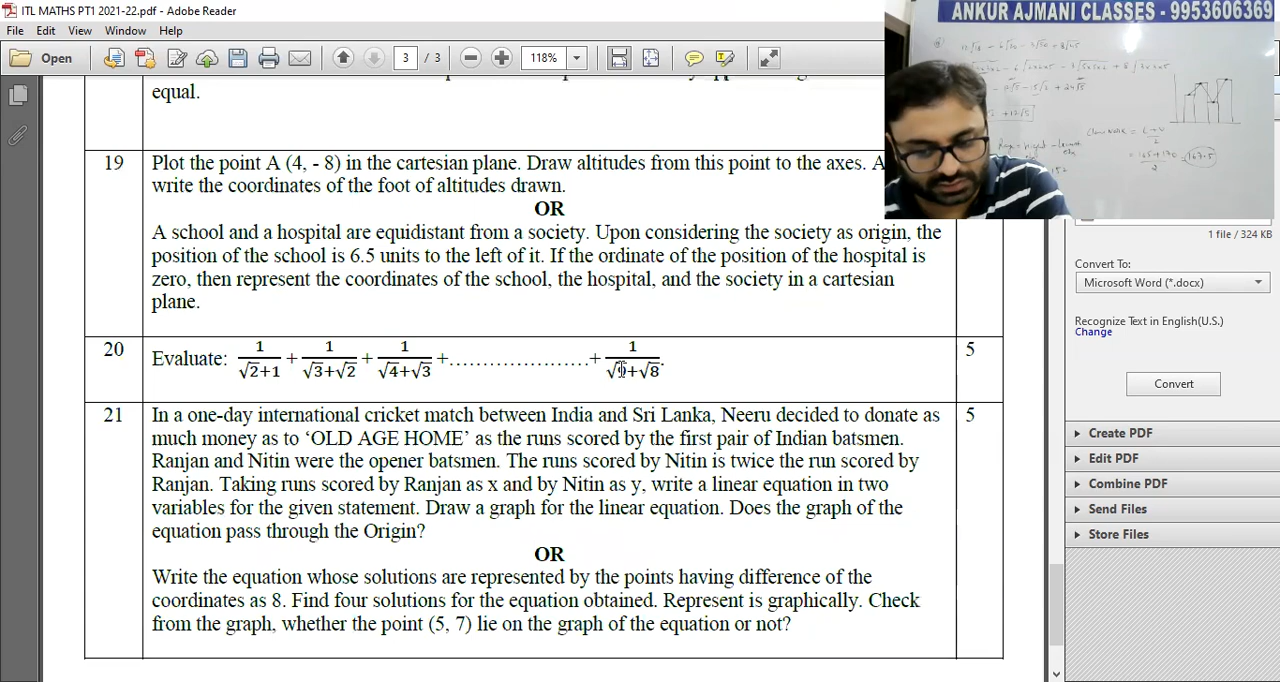 ITL MATHS PT1 2021-22.pdf - Adobe Reader
File Edit View Window Help
Open 3 / 3 118%
ANKUR AJMANI CLASSES - 9953606369
equal.
19 Plot the point A (4, - 8) in the cartesian plane. Draw altitudes from this point to the axes. A
write the coordinates of the foot of altitudes drawn.
OR
A school and a hospital are equidistant from a society. Upon considering the society as origin, the
position of the school is 6.5 units to the left of it. If the ordinate of the position of the hospital is
zero, then represent the coordinates of the school, the hospital, and the society in a cartesian
plane.
20 Evaluate: 1/(√2+1) + 1/(√3+√2) + 1/(√4+√3) +.....................+ 1/(√9+√8). 5
21 In a one-day international cricket match between India and Sri Lanka, Neeru decided to donate as 5
much money as to ‘OLD AGE HOME’ as the runs scored by the first pair of Indian batsmen.
Ranjan and Nitin were the opener batsmen. The runs scored by Nitin is twice the run scored by
Ranjan. Taking runs scored by Ranjan as x and by Nitin as y, write a linear equation in two
variables for the given statement. Draw a graph for the linear equation. Does the graph of the
equation pass through the Origin?
OR
Write the equation whose solutions are represented by the points having difference of the
coordinates as 8. Find four solutions for the equation obtained. Represent is graphically. Check
from the graph, whether the point (5, 7) lie on the graph of the equation or not?
1 file / 324 KB
Convert To:
Microsoft Word (*.docx)
Recognize Text in English(U.S.)
Change
Convert
Create PDF
Edit PDF
Combine PDF
Send Files
Store Files